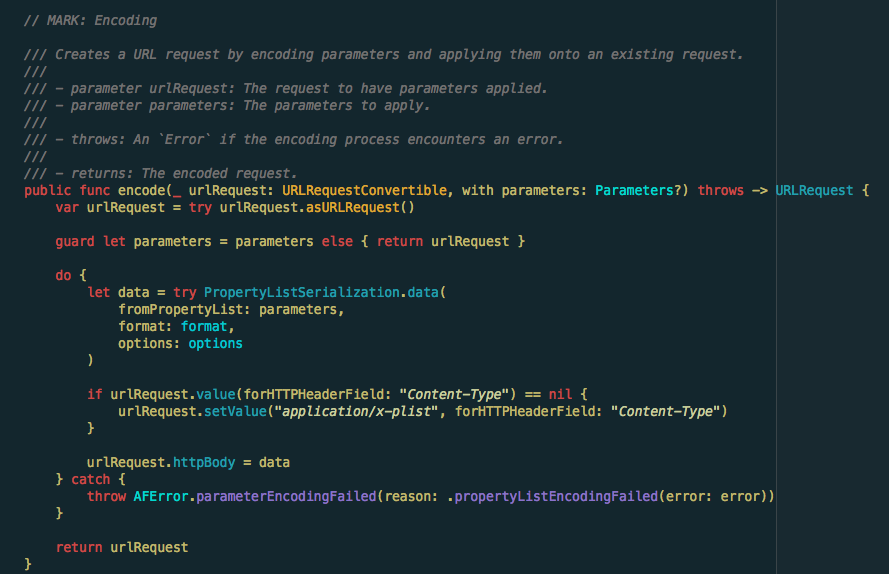 // MARK: Encoding
/// Creates a URL request by encoding parameters and applying them onto an existing request.
///
/// - parameter urlRequest: The request to have parameters applied.
/// - parameter parameters: The parameters to apply.
///
/// - throws: An `Error` if the encoding process encounters an error.
///
/// - returns: The encoded request.
public func encode(_ urlRequest: URLRequestConvertible, with parameters: Parameters?) throws -> URLRequest {
    var urlRequest = try urlRequest.asURLRequest()
    guard let parameters = parameters else { return urlRequest }
    do {
        let data = try PropertyListSerialization.data(
            fromPropertyList: parameters,
            format: format,
            options: options
        )
        if urlRequest.value(forHTTPHeaderField: "Content-Type") == nil {
            urlRequest.setValue("application/x-plist", forHTTPHeaderField: "Content-Type")
        }
        urlRequest.httpBody = data
    } catch {
        throw AFError.parameterEncodingFailed(reason: .propertyListEncodingFailed(error: error))
    }
    return urlRequest
}